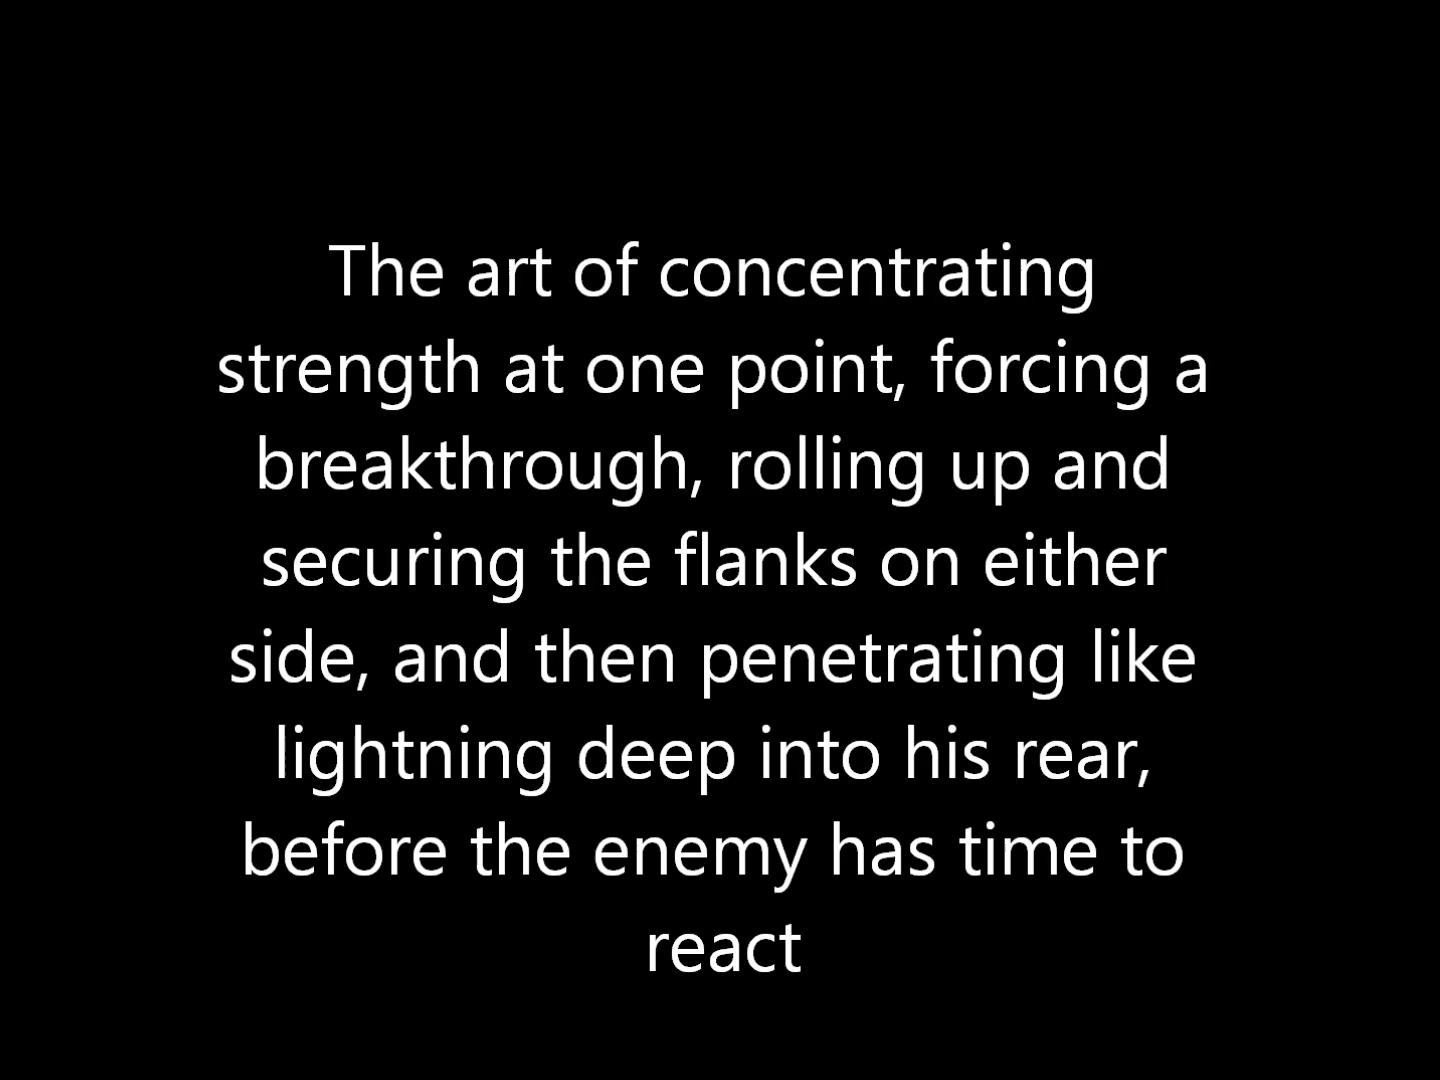 The art of concentrating
strength at one point, forcing a
breakthrough, rolling up and
securing the flanks on either
side, and then penetrating like
lightning deep into his rear,
before the enemy has time to
react